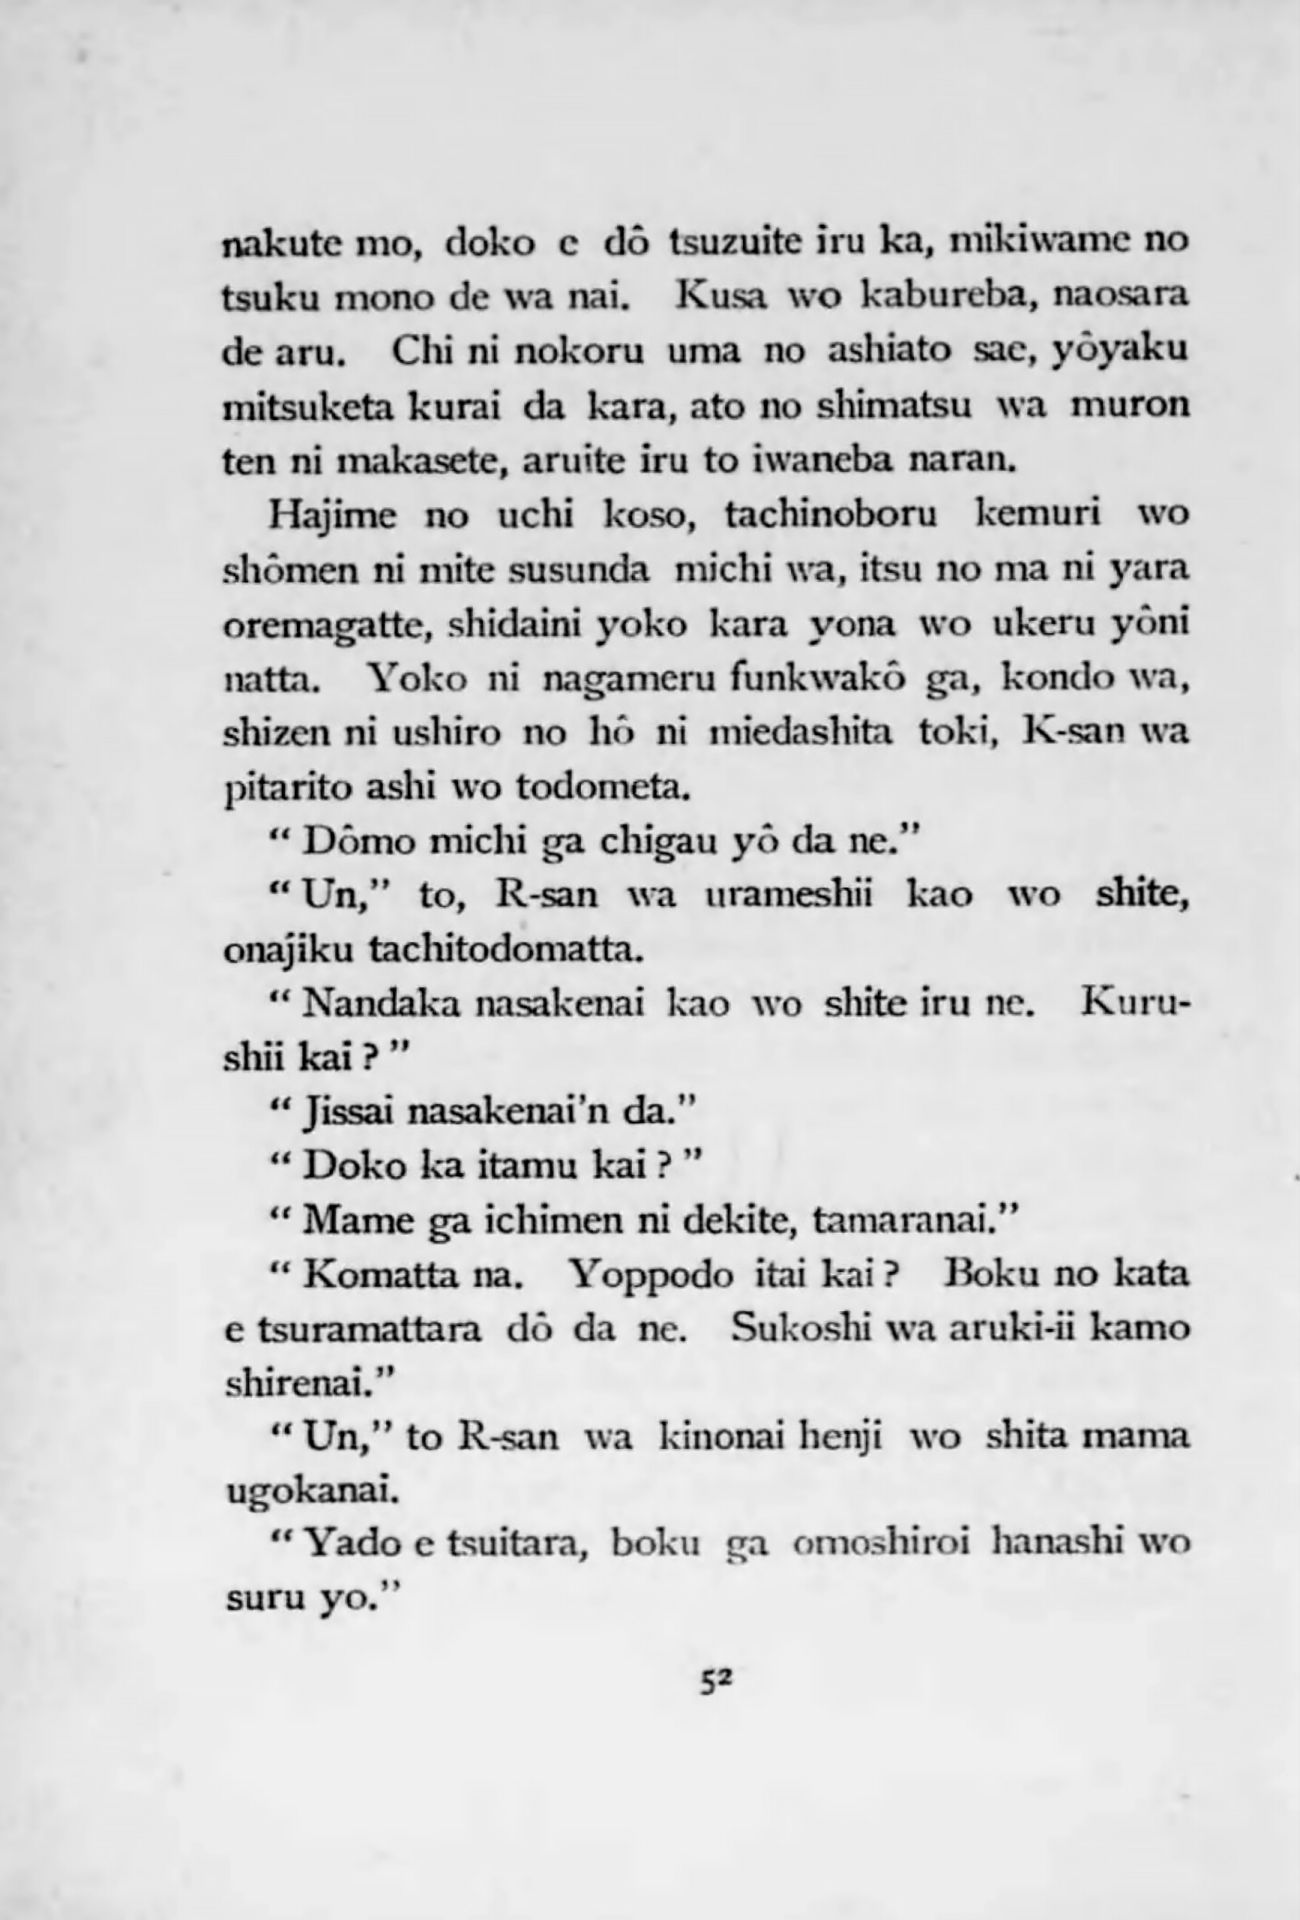 nakute mo, doko e dô tsuzuite iru ka, mikiwame no
tsuku mono de wa nai. Kusa wo kabureba, naosara
de aru. Chi ni nokoru uma no ashiato sae, yôyaku
mitsuketa kurai da kara, ato no shimatsu wa muron
ten ni makasete, aruite iru to iwaneba naran.
Hajime no uchi koso, tachinoboru kemuri wo
shômen ni mite susunda michi wa, itsu no ma ni yara
oremagatte, shidaini yoko kara yona wo ukeru yôni
natta. Yoko ni nagameru funkwakô ga, kondo wa,
shizen ni ushiro no hô ni miedashita toki, K-san wa
pitarito ashi wo todometa.
“ Dômo michi ga chigau yô da ne.”
“ Un,” to, R-san wa urameshii kao wo shite,
onajiku tachitodomatta.
“ Nandaka nasakenai kao wo shite iru ne. Kuru-
shii kai ? ”
“ Jissai nasakenai’n da.”
“ Doko ka itamu kai ? ”
“ Mame ga ichimen ni dekite, tamaranai.”
“ Komatta na. Yoppodo itai kai ? Boku no kata
e tsuramattara dô da ne. Sukoshi wa aruki-ii kamo
shirenai.”
“ Un,” to R-san wa kinonai henji wo shita mama
ugokanai.
“ Yado e tsuitara, boku ga omoshiroi hanashi wo
suru yo.”
52